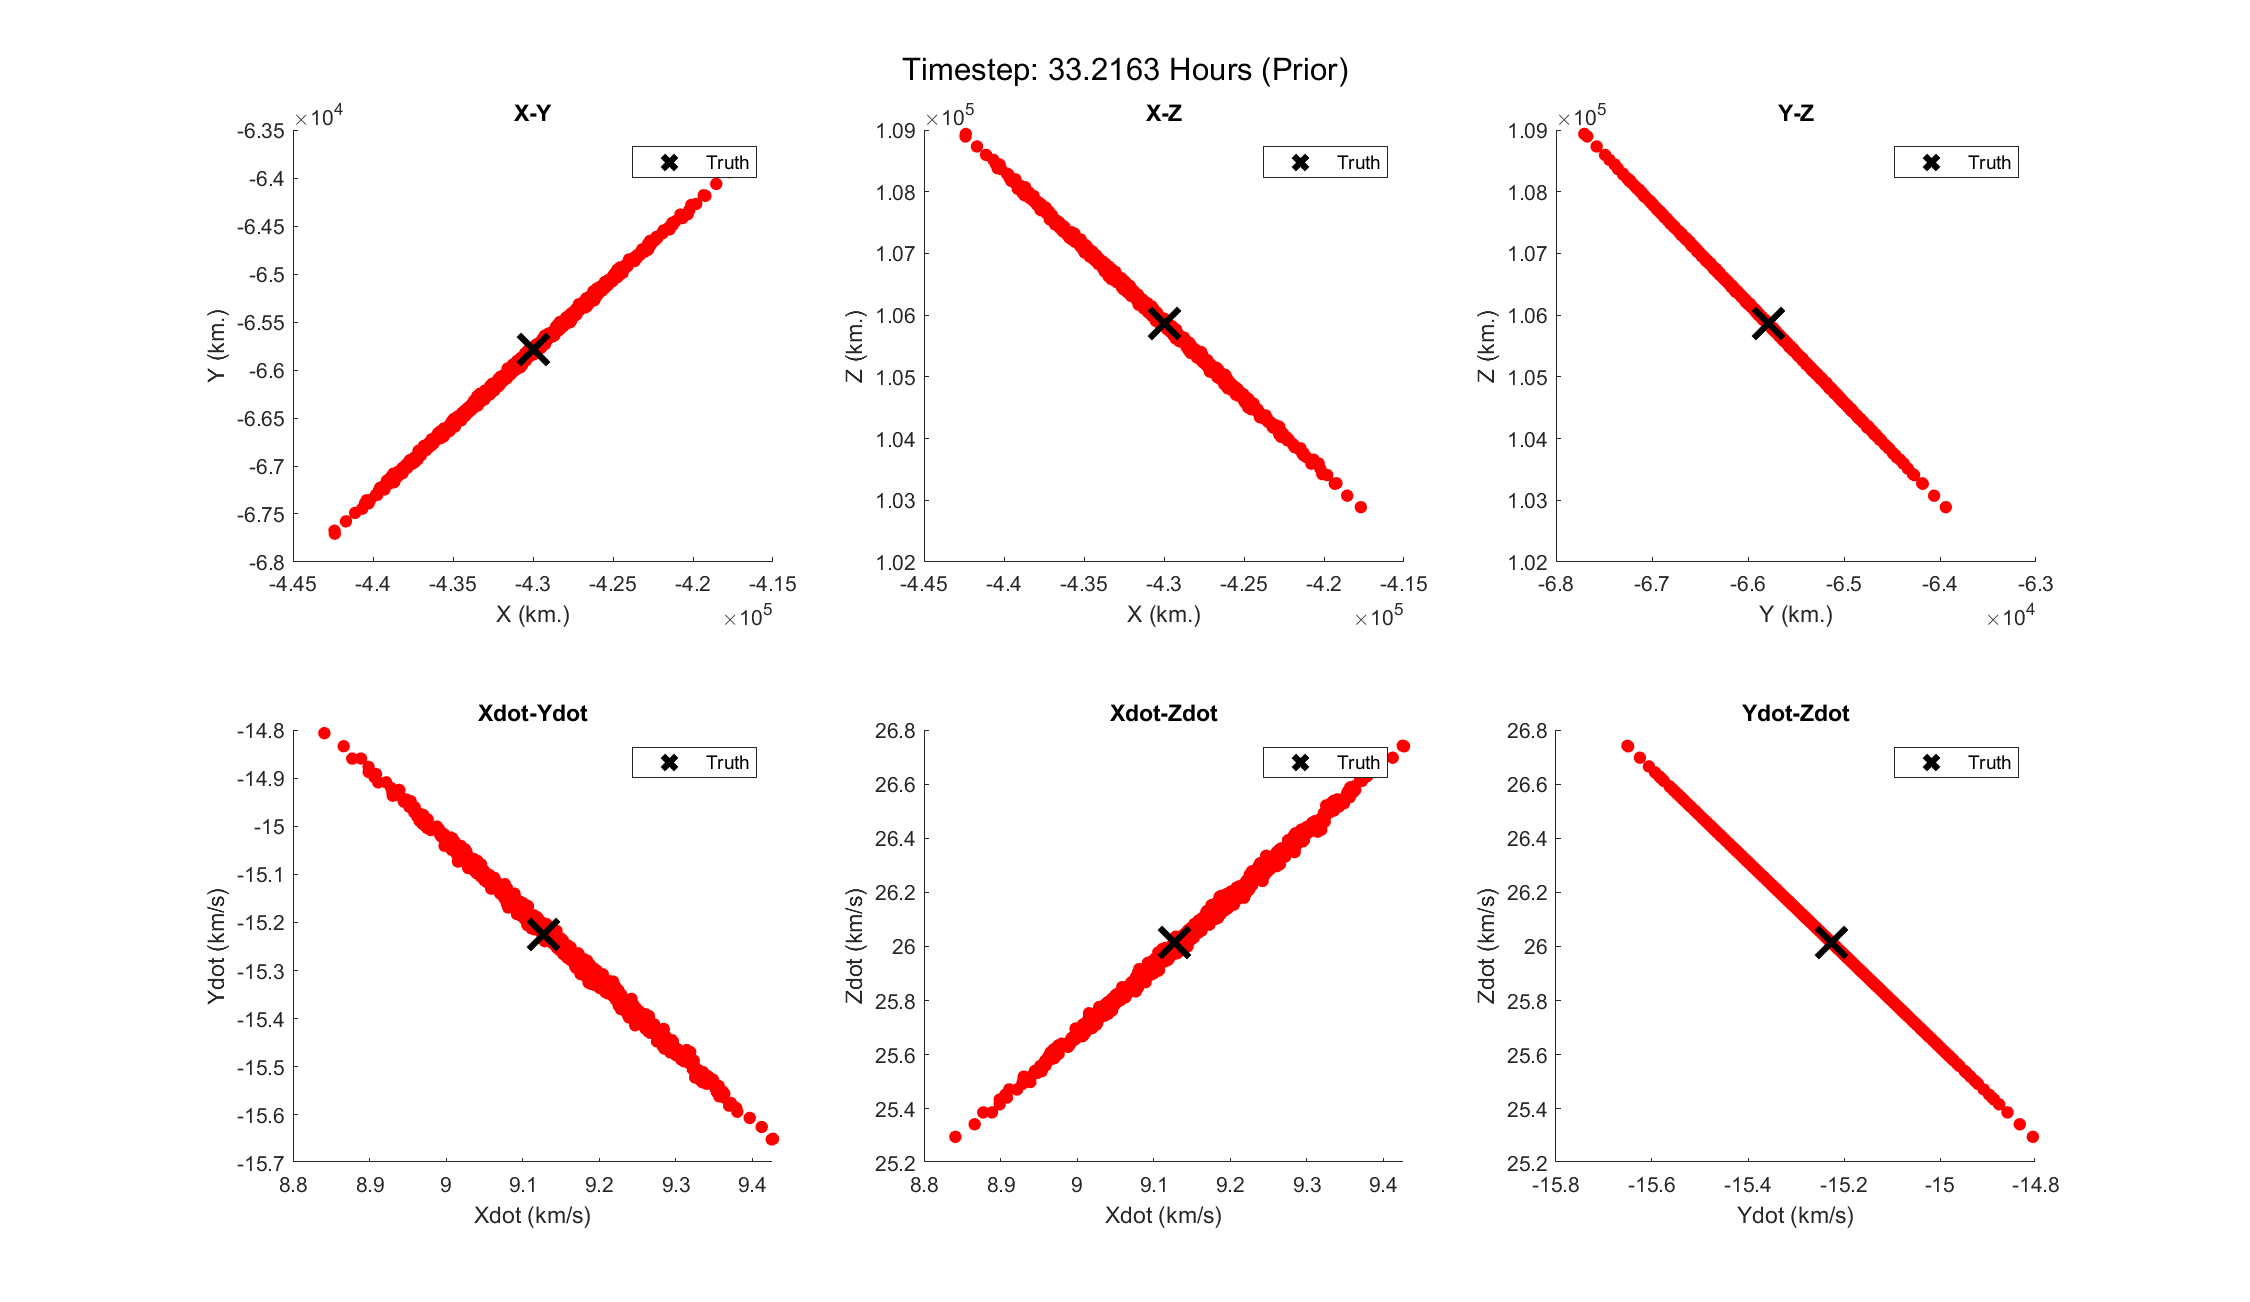 Timestep: 33.2163 Hours (Prior)
X-Y
×10^4
-6.35
-6.4
-6.45
-6.5
-6.55
-6.6
-6.65
-6.7
-6.75
-6.8
Y (km.)
-4.45 -4.4 -4.35 -4.3 -4.25 -4.2 -4.15
X (km.)
×10^5
Truth
X-Z
×10^5
1.09
1.08
1.07
1.06
1.05
1.04
1.03
1.02
Z (km.)
-4.45 -4.4 -4.35 -4.3 -4.25 -4.2 -4.15
X (km.)
×10^5
Truth
Y-Z
×10^5
1.09
1.08
1.07
1.06
1.05
1.04
1.03
1.02
Z (km.)
-6.8 -6.7 -6.6 -6.5 -6.4 -6.3
Y (km.)
×10^4
Truth
Xdot-Ydot
-14.8
-14.9
-15
-15.1
-15.2
-15.3
-15.4
-15.5
-15.6
-15.7
Ydot (km/s)
8.8 8.9 9 9.1 9.2 9.3 9.4
Xdot (km/s)
Truth
Xdot-Zdot
26.8
26.6
26.4
26.2
26
25.8
25.6
25.4
25.2
Zdot (km/s)
8.8 8.9 9 9.1 9.2 9.3 9.4
Xdot (km/s)
Truth
Ydot-Zdot
26.8
26.6
26.4
26.2
26
25.8
25.6
25.4
25.2
Zdot (km/s)
-15.8 -15.6 -15.4 -15.2 -15 -14.8
Ydot (km/s)
Truth